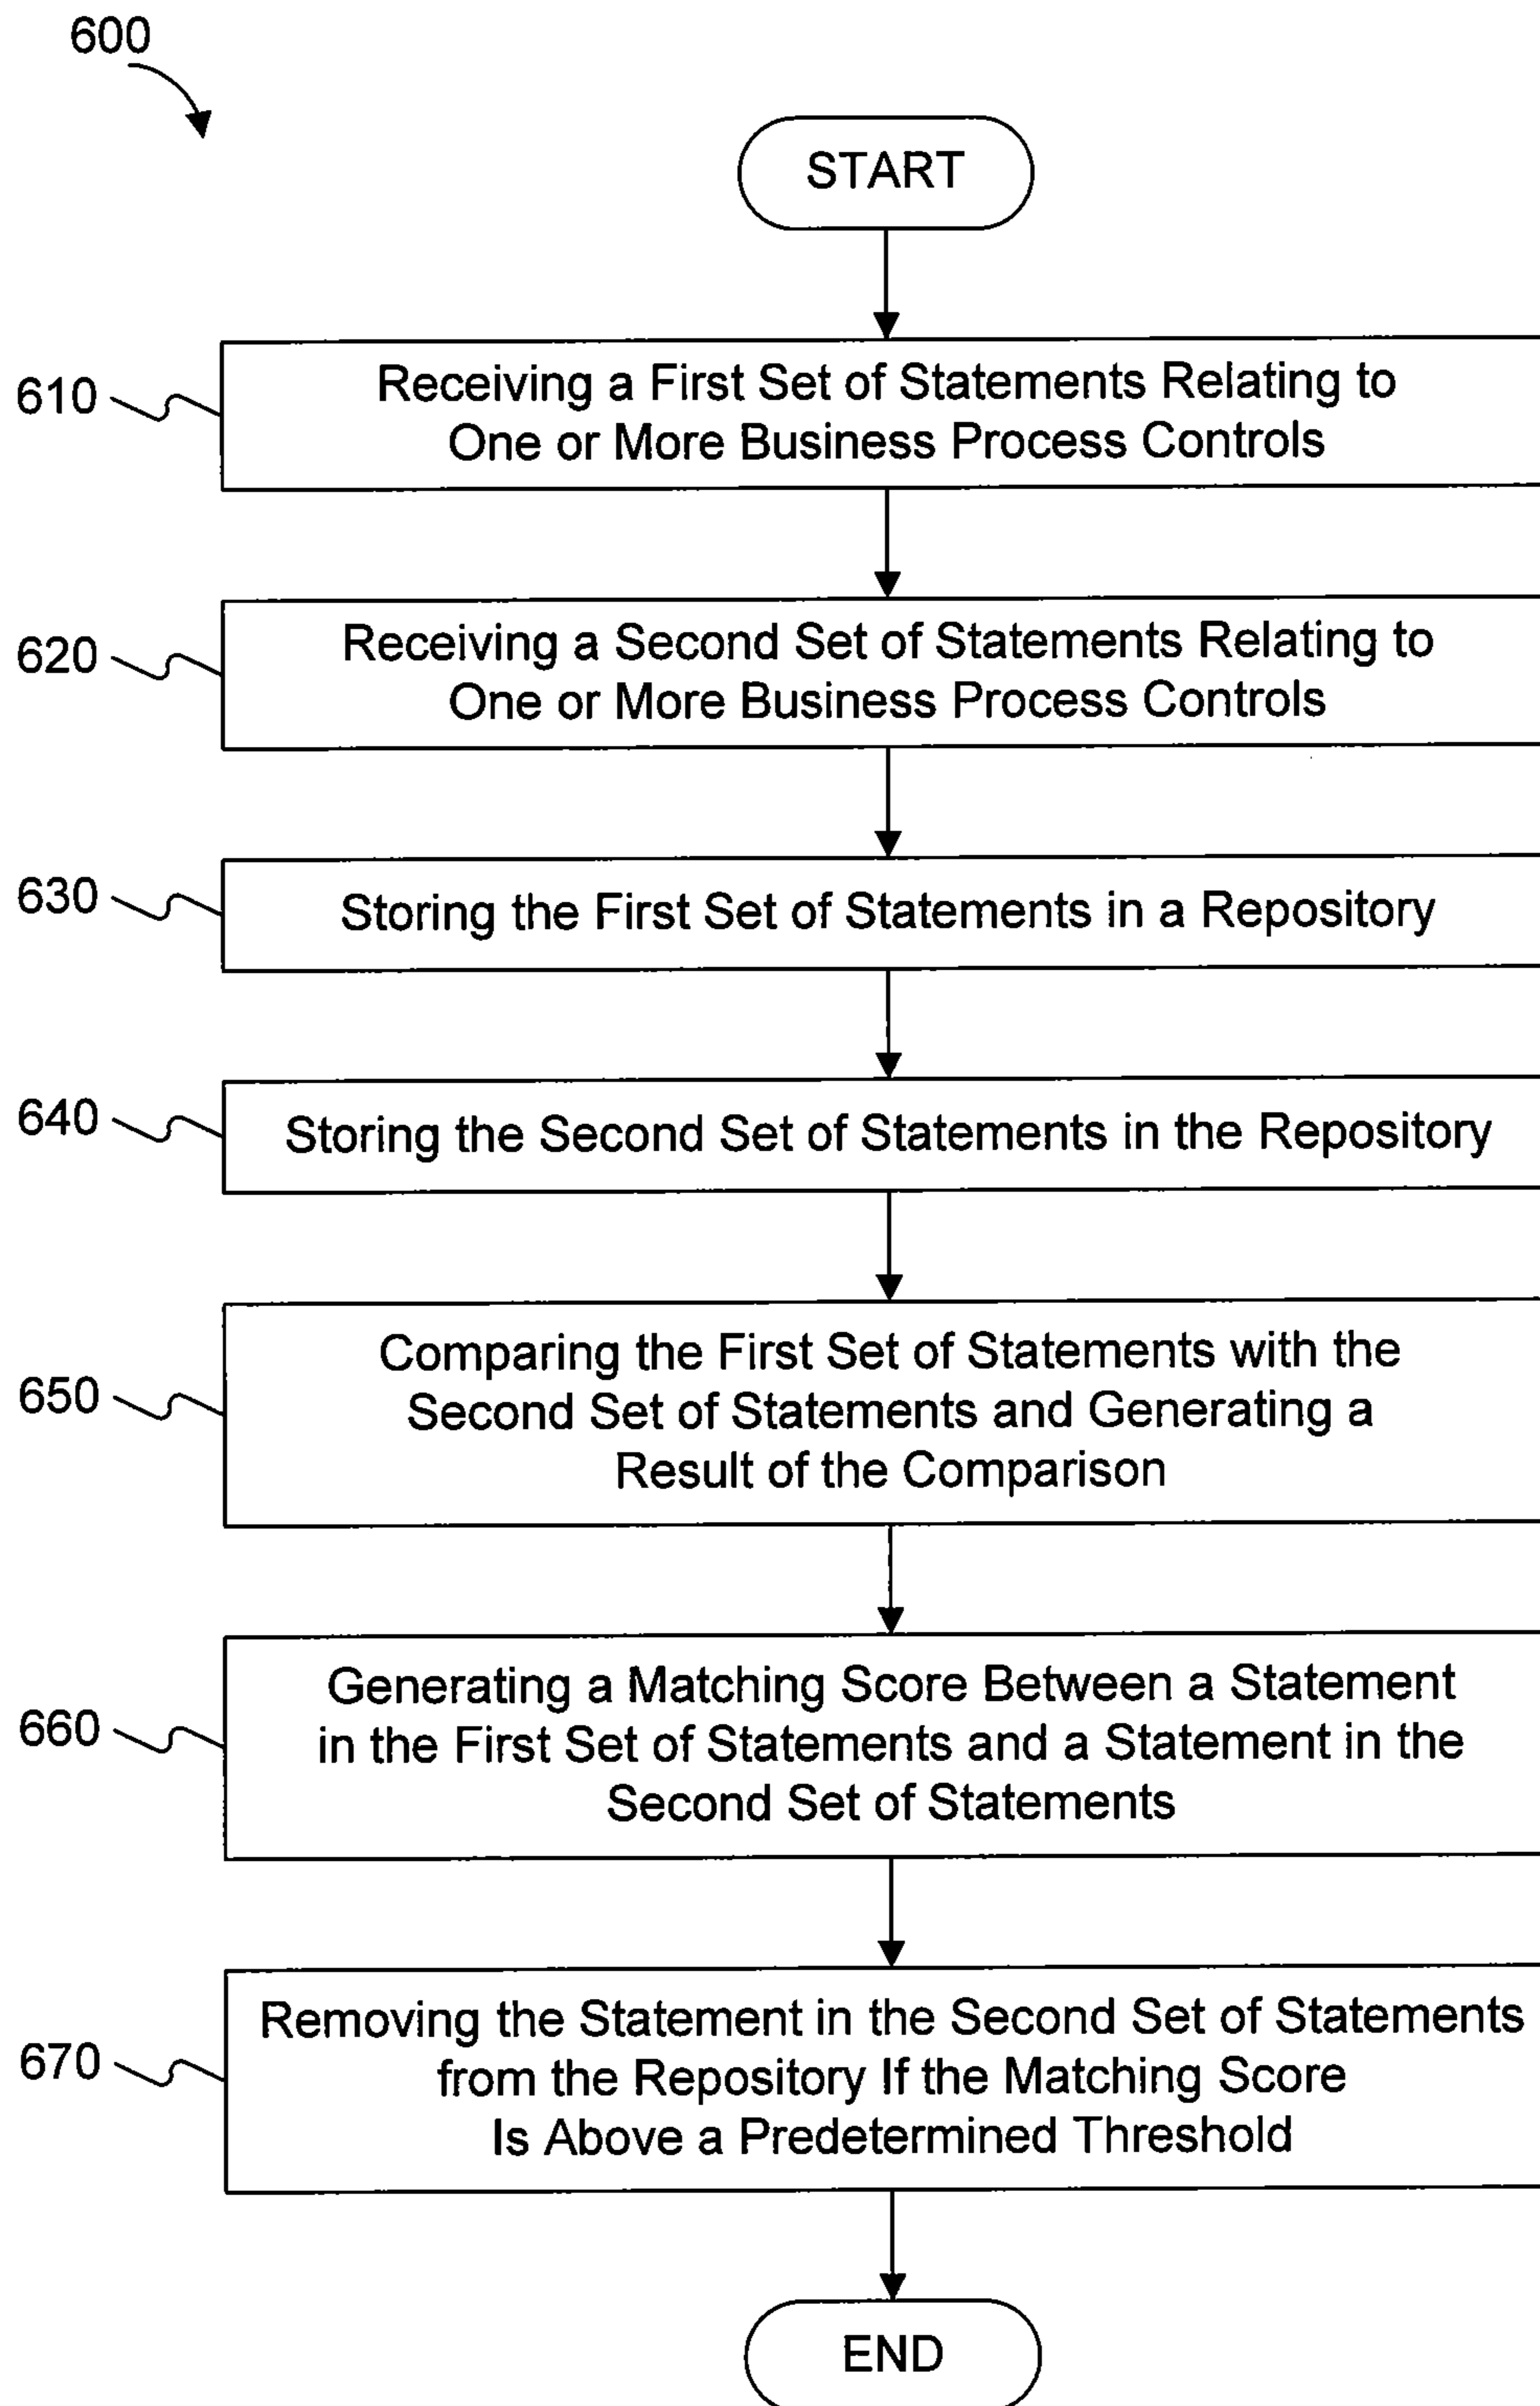 600
START
610
Receiving a First Set of Statements Relating to
One or More Business Process Controls
620
Receiving a Second Set of Statements Relating to
One or More Business Process Controls
630
Storing the First Set of Statements in a Repository
640
Storing the Second Set of Statements in the Repository
650
Comparing the First Set of Statements with the
Second Set of Statements and Generating a
Result of the Comparison
660
Generating a Matching Score Between a Statement
in the First Set of Statements and a Statement in the
Second Set of Statements
670
Removing the Statement in the Second Set of Statements
from the Repository If the Matching Score
Is Above a Predetermined Threshold
END